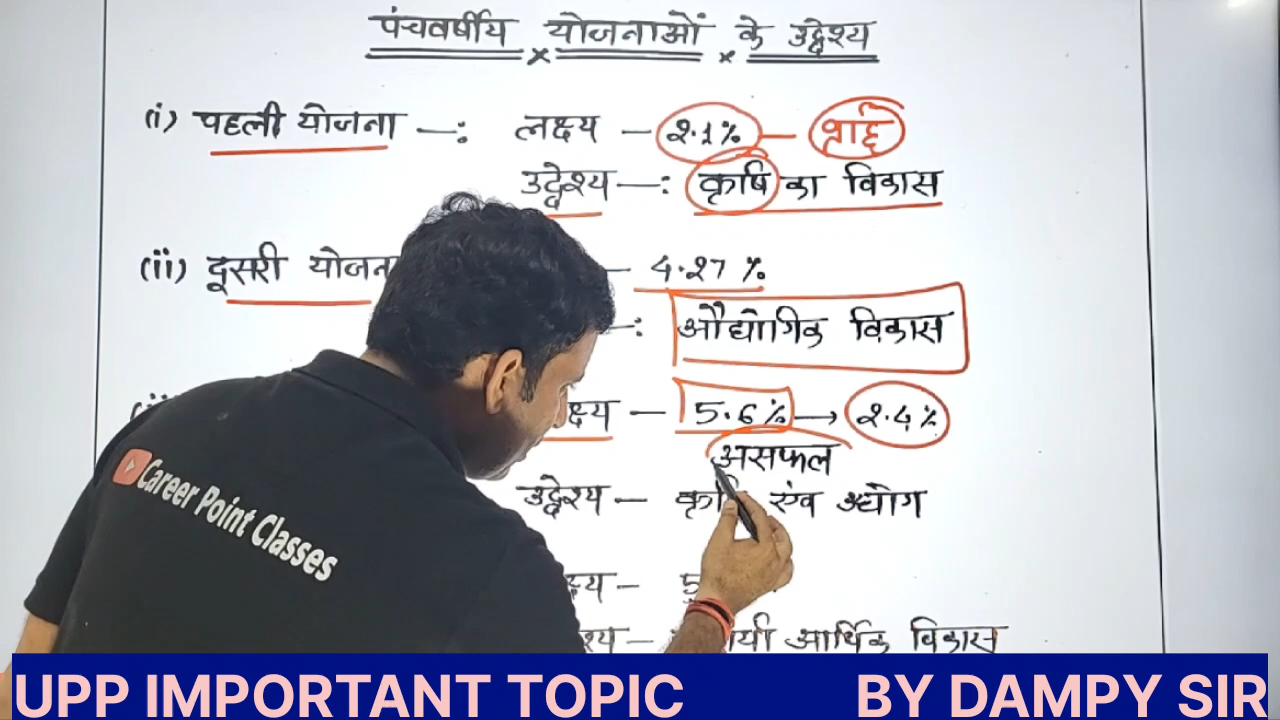 पंचवर्षीय योजनाओं के उद्देश्य
(i) पहली योजना —: लक्ष्य — 2.1% —
उद्देश्य —: कृषि का विकास
(ii) दूसरी योजना — 4.27 %
—: औद्योगिक विकास
— 5.6% → 2.4%
असफल
उद्देश्य — एंव उद्योग
आर्थिक विकास
Career Point Classes
UPP IMPORTANT TOPIC BY DAMPY SIR